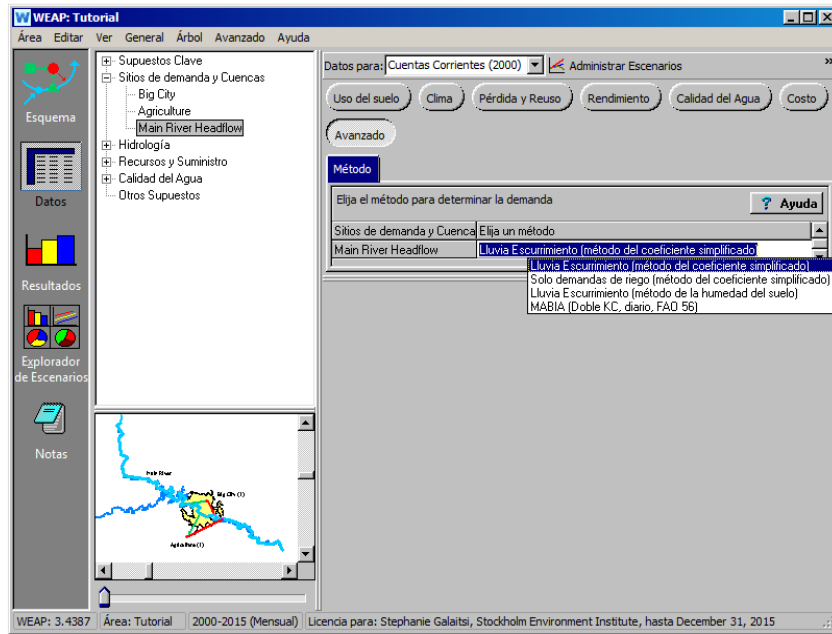 WEAP: Tutorial
Área Editar Ver General Árbol Avanzado Ayuda
Esquema
Datos
Resultados
Explorador
de Escenarios
Notas
Supuestos Clave
Sitios de demanda y Cuencas
Big City
Agriculture
Main River Headflow
Hidrología
Recursos y Suministro
Calidad del Agua
Otros Supuestos
Datos para: Cuentas Corrientes (2000) Administrar Escenarios »
Uso del suelo Clima Pérdida y Reuso Rendimiento Calidad del Agua Costo
Avanzado
Método
Elija el método para determinar la demanda ? Ayuda
Sitios de demanda y Cuenca Elija un método
Main River Headflow Lluvia Escurrimiento (método del coeficiente simplificado)
Lluvia Escurrimiento (método del coeficiente simplificado)
Solo demandas de riego (método del coeficiente simplificado)
Lluvia Escurrimiento (método de la humedad del suelo)
MABIA (Doble KC, diario, FAO 56)
Main River
Big City (1)
Agriculture (1)
WEAP: 3.4387 Área: Tutorial 2000-2015 (Mensual) Licencia para: Stephanie Galaitsi, Stockholm Environment Institute, hasta December 31, 2015